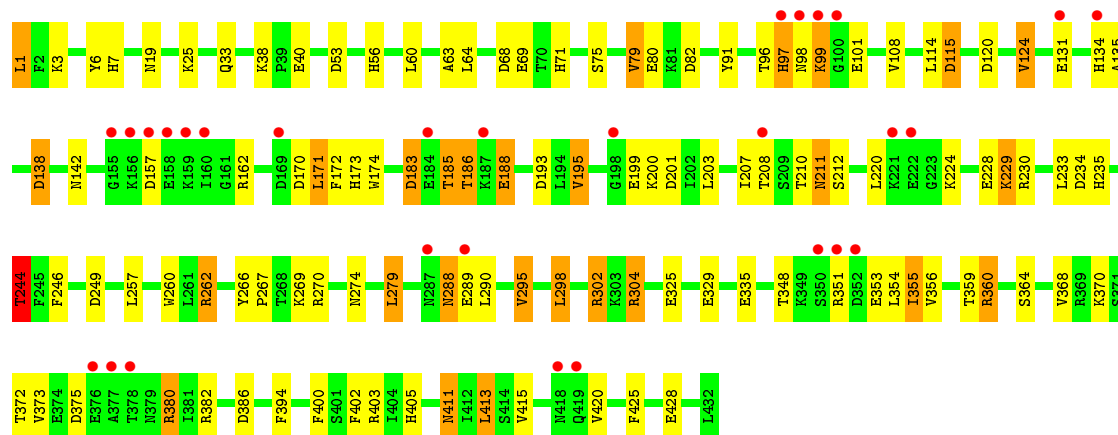 L1 F2 K3 Y6 H7 N19 K25 Q33 K38 P39 E40 D53 H56 L60 A63 L64 D68 E69 T70 H71 S75 V79 E80 K81 D82 Y91 T96 H97 N98 K99 G100 E101 V108 L114 D115 D120 V124 E131 H134 A135
D138 N142 G155 K156 D157 E158 K159 I160 G161 R162 D169 D170 L171 F172 H173 W174 D183 E184 T185 T186 K187 E188 D193 L194 V195 G198 E199 K200 D201 I202 L203 I207 T208 S209 T210 N211 S212 L220 K221 E222 G223 K224 E228 K229 R230 L233 D234 H235
T244 F245 F246 D249 L257 W260 L261 R262 Y266 P267 T268 K269 R270 N274 L279 N287 N288 E289 L290 V295 L298 R302 K303 R304 E325 E329 E335 T348 K349 S350 R351 D352 E353 L354 I355 V356 T359 R360 S364 V368 R369 K370 S371
T372 V373 E374 D375 E376 A377 T378 N379 R380 I381 R382 D386 F394 F400 S401 F402 R403 I404 H405 N411 I412 L413 S414 V415 N418 Q419 V420 F425 E428 L432